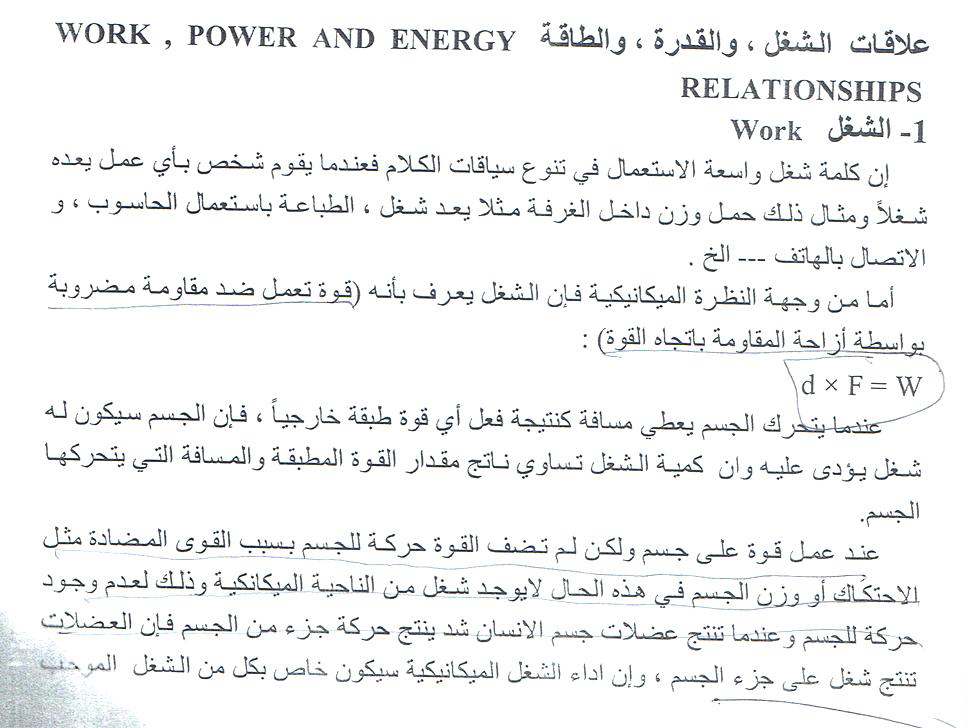 علاقات الشغل ، والقدرة ، والطاقة WORK , POWER AND ENERGY
RELATIONSHIPS
1- الشغل Work
إن كلمة شغل واسعة الاستعمال في تنوع سياقات الكلام فعندما يقوم شخص بأي عمل يعده
شغلاً ومثال ذلك حمل وزن داخل الغرفة مثلا يعد شغل ، الطباعة باستعمال الحاسوب ، و
الاتصال بالهاتف --- الخ .
أما من وجهة النظرة الميكانيكية فإن الشغل يعرف بأنه (قوة تعمل ضد مقاومة مضروبة
بواسطة أزاحة المقاومة باتجاه القوة) :
d × F = W
عندما يتحرك الجسم يعطي مسافة كنتيجة فعل أي قوة طبقة خارجياً ، فإن الجسم سيكون له
شغل يؤدى عليه وان كمية الشغل تساوي ناتج مقدار القوة المطبقة والمسافة التي يتحركها
الجسم.
عند عمل قوة على جسم ولكن لم تضف القوة حركة للجسم بسبب القوى المضادة مثل
الاحتكاك أو وزن الجسم في هذه الحال لايوجد شغل من الناحية الميكانكية وذلك لعدم وجود
حركة للجسم وعندما تنتج عضلات جسم الانسان شد ينتج حركة جزء من الجسم فإن العضلات
تنتج شغل على جزء الجسم ، وإن اداء الشغل الميكانيكية سيكون خاص بكل من الشغل الموجب